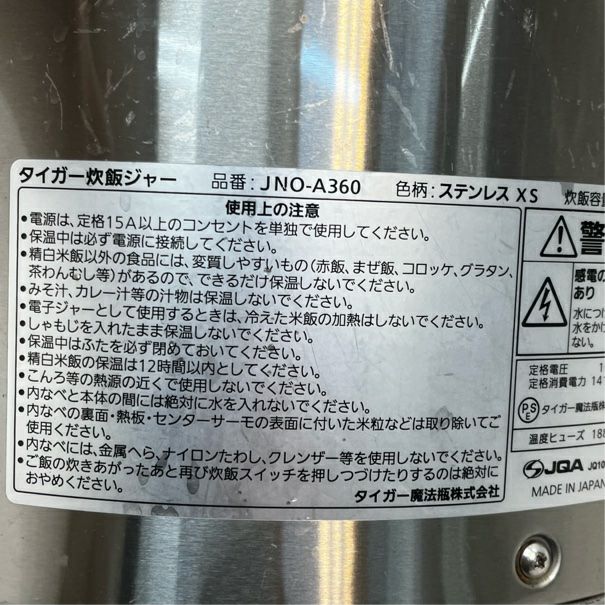 タイガー炊飯ジャー 品番：JNO-A360 色柄：ステンレス XS 炊飯容量
使用上の注意
•電源は、定格15A以上のコンセントを単独で使用してください。
•保温中は必ず電源に接続してください。
•精白米飯以外の食品には、変質しやすいもの（赤飯、まぜ飯、コロッケ、グラタン、
茶わんむし等）があるので、できるだけ保温しないでください。
•みそ汁、カレー汁等の汁物は保温しないでください。
•電子ジャーとして使用するときは、冷えた米飯の加熱はしないでください。
•しゃもじを入れたまま保温しないでください。
•保温中はふたを必ず閉めておいてください。
•精白米飯の保温は12時間以内としてください。
•こんろ等の熱源の近くで使用しないでください。
•内なべと本体の間には絶対に水を入れないでください。
•内なべの裏面・熱板・センターサーモの表面に付いた米粒などは取り除いてご
使用ください。
•内なべには、金属へら、ナイロンたわし、クレンザー等を使用しないでください。
•ご飯の炊きあがったあと再び炊飯スイッチを押しつづけたりするのは絶対に
おやめください。
タイガー魔法瓶株式会社
警
感電の
あり
水につけ
水をかけ
ない。
定格電圧 1
定格消費電力 14
PSE タイガー魔法瓶株
温度ヒューズ 18
JQA JQ10
MADE IN JAPAN